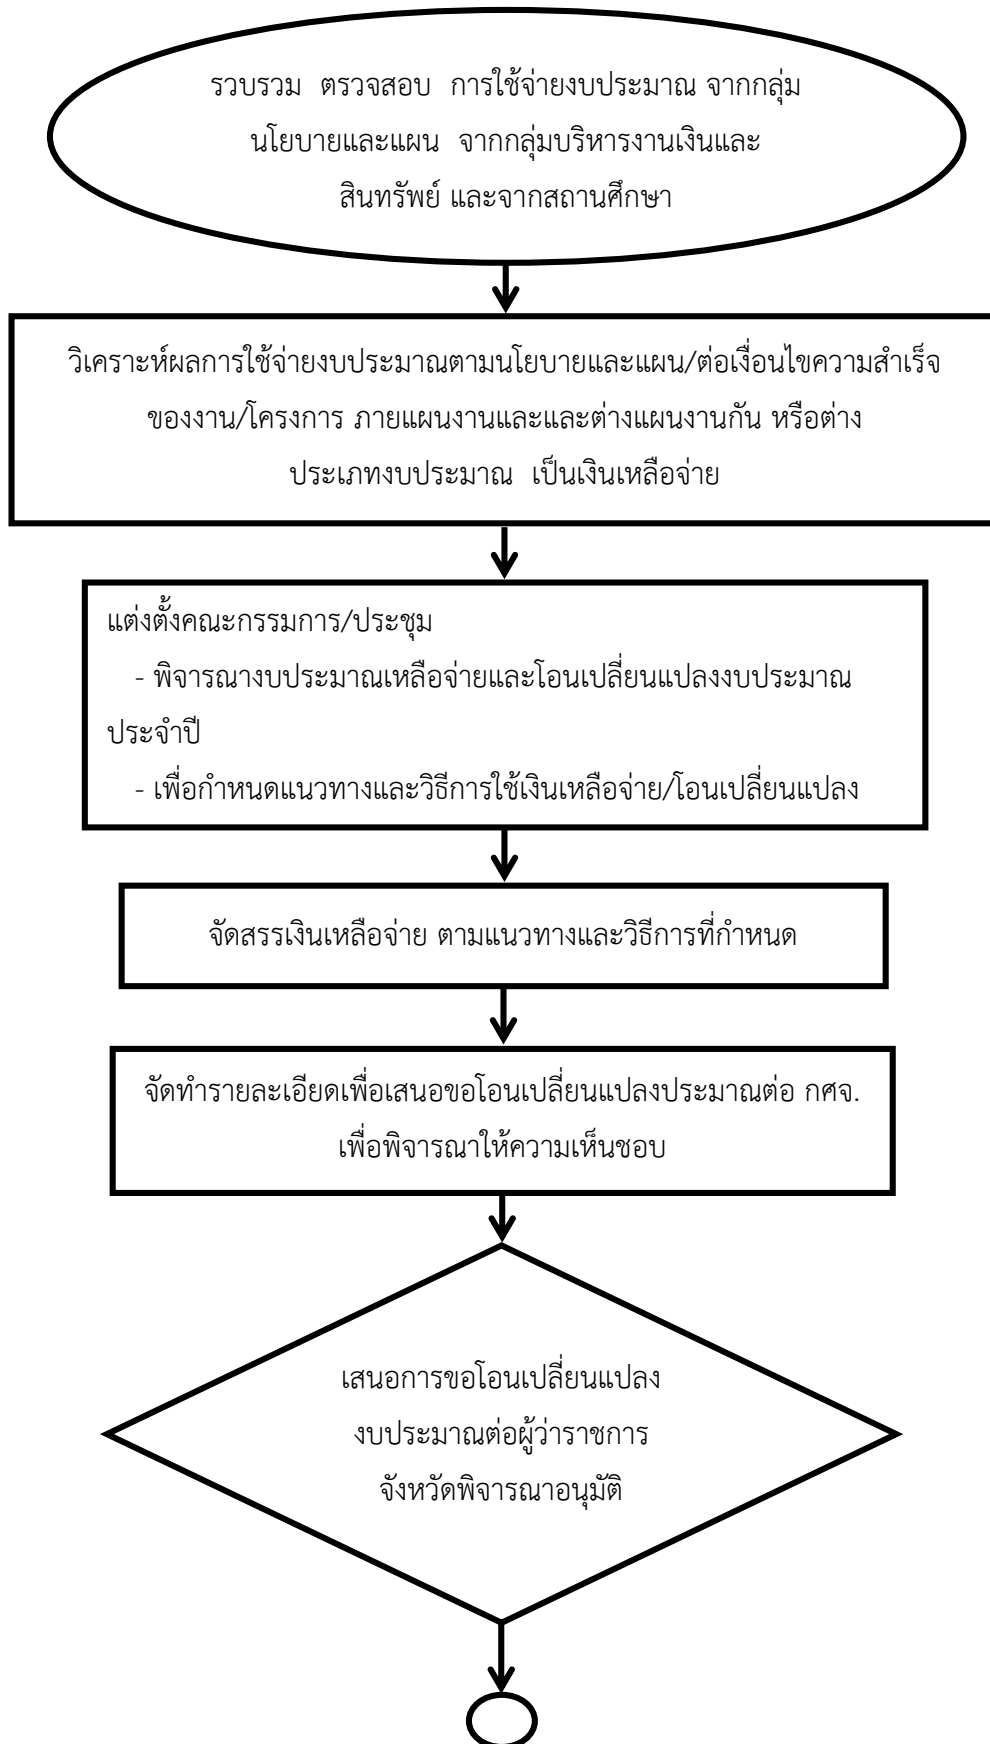 รวบรวม  ตรวจสอบ  การใช้จ่ายงบประมาณ จากกลุ่ม
นโยบายและแผน  จากกลุ่มบริหารงานเงินและ
สินทรัพย์ และจากสถานศึกษา
วิเคราะห์ผลการใช้จ่ายงบประมาณตามนโยบายและแผน/ต่อเงื่อนไขความสำเร็จ
ของงาน/โครงการ ภายแผนงานและและต่างแผนงานกัน หรือต่าง
ประเภทงบประมาณ  เป็นเงินเหลือจ่าย
แต่งตั้งคณะกรรมการ/ประชุม
- พิจารณางบประมาณเหลือจ่ายและโอนเปลี่ยนแปลงงบประมาณ
ประจำปี
- เพื่อกำหนดแนวทางและวิธีการใช้เงินเหลือจ่าย/โอนเปลี่ยนแปลง
จัดสรรเงินเหลือจ่าย ตามแนวทางและวิธีการที่กำหนด
จัดทำรายละเอียดเพื่อเสนอขอโอนเปลี่ยนแปลงประมาณต่อ กศจ.
เพื่อพิจารณาให้ความเห็นชอบ
เสนอการขอโอนเปลี่ยนแปลง
งบประมาณต่อผู้ว่าราชการ
จังหวัดพิจารณาอนุมัติ